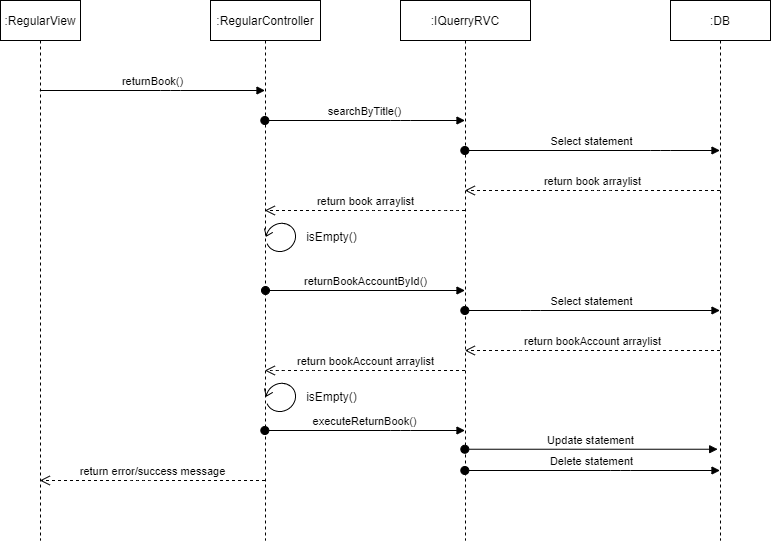 :RegularView
:RegularController
:IQuerryRVC
:DB
returnBook()
searchByTitle()
Select statement
return book arraylist
return book arraylist
isEmpty()
returnBookAccountById()
Select statement
return bookAccount arraylist
return bookAccount arraylist
isEmpty()
executeReturnBook()
Update statement
Delete statement
return error/success message